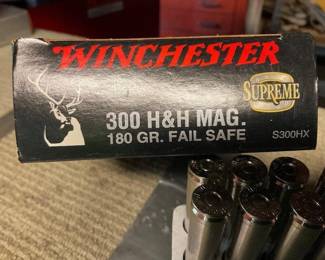 WINCHESTER
SUPREME
300 H&H MAG.
180 GR. FAIL SAFE
S300HX